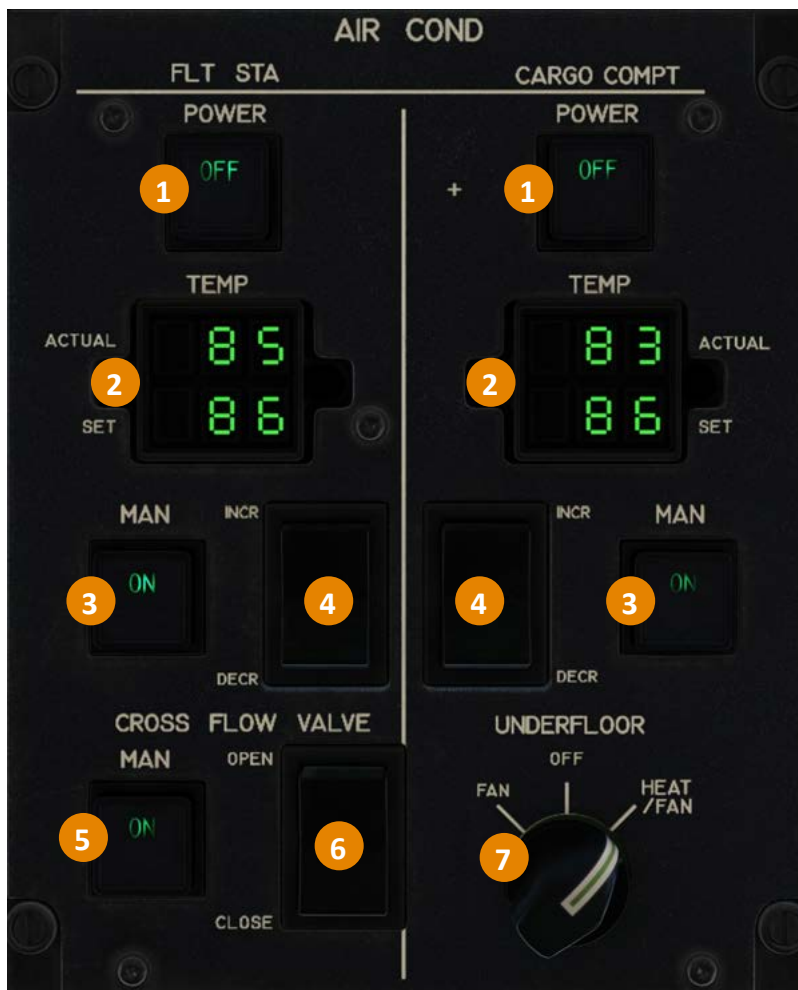 AIR COND
FLT STA CARGO COMPT
POWER POWER
OFF OFF
1 + 1
TEMP TEMP
ACTUAL 85 83 ACTUAL
2 2
SET 86 86 SET
MAN INCR INCR MAN
ON ON
3 4 4 3
DECR DECR
CROSS FLOW VALVE UNDERFLOOR
MAN OPEN OFF
FAN HEAT
/FAN
ON
5 6 7
CLOSE